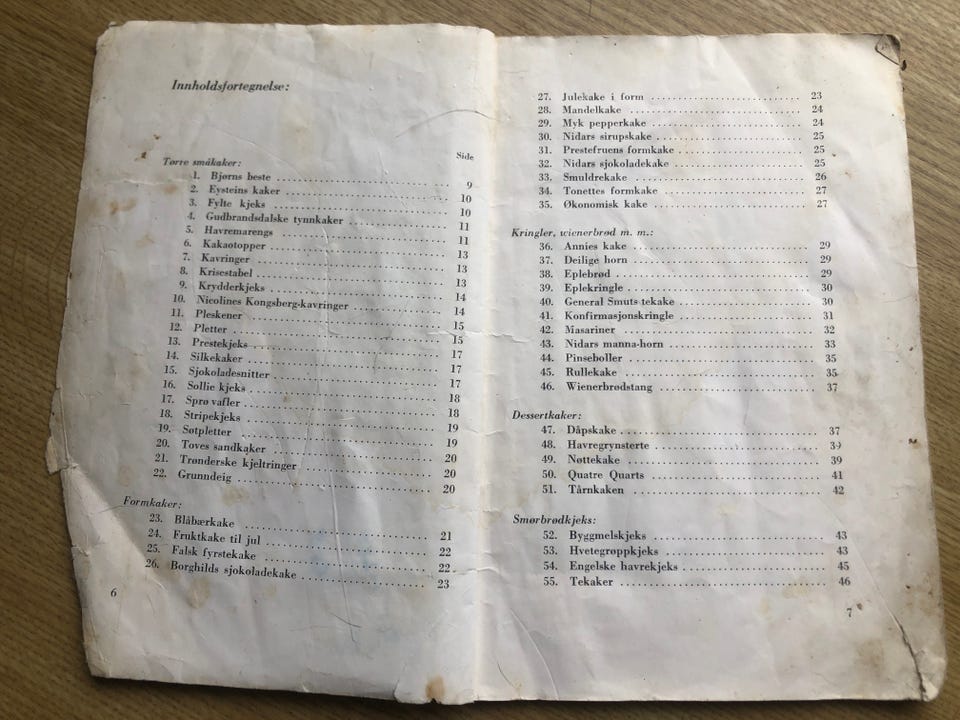 Innholdsfortegnelse:
Side
Tørre småkaker:
1. Bjørns beste 9
2. Eysteins kaker 10
3. Fylte kjeks 10
4. Gudbrandsdalske tynnkaker 11
5. Havremarengs 11
6. Kakaotopper 13
7. Kavringer 13
8. Krisestabel 13
9. Krydderkjeks 14
10. Nicolines Kongsberg-kavringer 14
11. Pleskener 15
12. Pletter 15
13. Prestekjeks 17
14. Silkekaker 17
15. Sjokoladesnitter 17
16. Sollie kjeks 18
17. Sprø vafler 18
18. Stripekjeks 19
19. Søtpletter 19
20. Toves sandkaker 20
21. Trønderske kjeltringer 20
22. Grunndeig 20
Formkaker:
23. Blåbærkake 21
24. Fruktkake til jul 22
25. Falsk fyrstekake 22
26. Borghilds sjokoladekake 23
6
27. Julekake i form 23
28. Mandelkake 24
29. Myk pepperkake 24
30. Nidars sirupskake 25
31. Prestefruens formkake 25
32. Nidars sjokoladekake 25
33. Smuldrekake 26
34. Tonettes formkake 27
35. Økonomisk kake 27
Kringler, wienerbrød m. m.:
36. Annies kake 29
37. Deilige horn 29
38. Eplebrød 29
39. Eplekringle 30
40. General Smuts tekake 30
41. Konfirmasjonskringle 31
42. Masariner 32
43. Nidars manna-horn 33
44. Pinseboller 35
45. Rullekake 35
46. Wienerbrødstang 37
Dessertkaker:
47. Dåpskake 37
48. Havregrynsterte 39
49. Nøttekake 39
50. Quatre Quarts 41
51. Tårnkaken 42
Smørbrødkjeks:
52. Byggmelskjeks 43
53. Hvetegrøppkjeks 43
54. Engelske havrekjeks 45
55. Tekaker 46
7